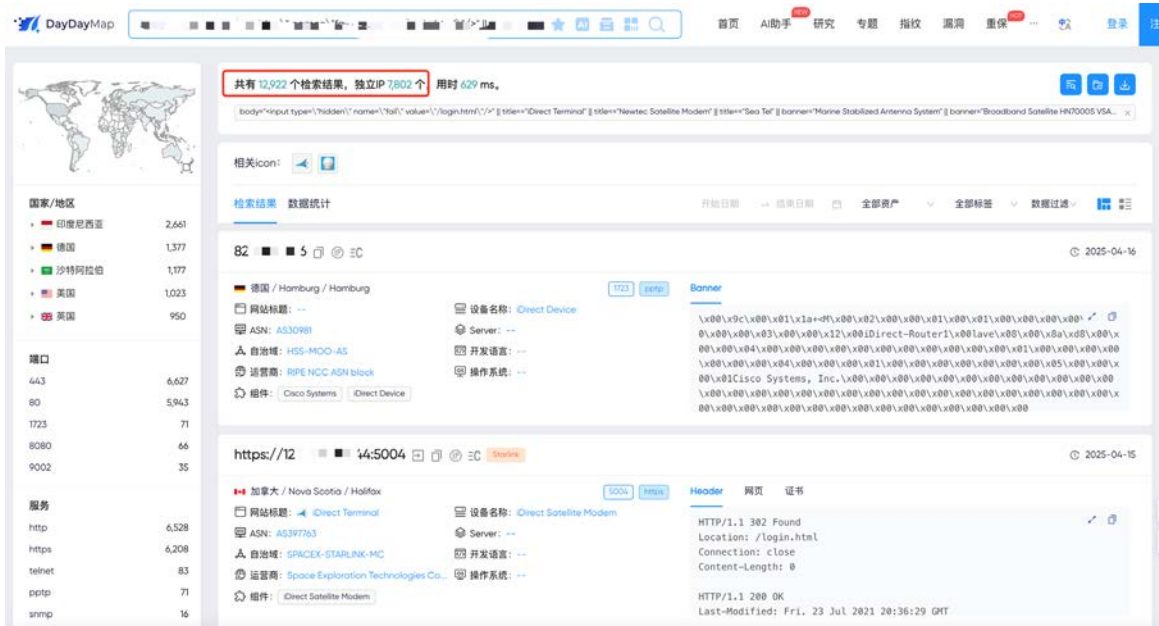 DayDayMap
首页 AI助手 NEW 研究 专题 指纹 漏洞 重保 HOT ... 登录 注
共有 12,922 个检索结果，独立IP 7,802 个，用时 629 ms。
body="<input type=\"hidden\" name=\"fail\" value=\"/login.html\"/>" || title=="iDirect Terminal" || title=="Newtec Satellite Modem" || title=="Sea Tel" || banner="Marine Stabilized Antenna System" || banner="Broadband Satellite HN7000S VSA...
相关icon：
检索结果 数据统计 开始日期 → 结束日期 全部资产 全部标签 数据过滤
国家/地区
印度尼西亚 2,661
德国 1,377
沙特阿拉伯 1,177
美国 1,023
英国 950
端口
443 6,627
80 5,943
1723 71
8080 66
9002 35
服务
http 6,528
https 6,208
telnet 83
pptp 71
snmp 16
2025-04-16
德国 / Hamburg / Hamburg 1723 pptp
网站标题：-- 设备名称：iDirect Device
ASN：AS30981 Server：--
自治域：HSS-MOO-AS 开发语言：--
运营商：RIPE NCC ASN block 操作系统：--
组件：Cisco Systems iDirect Device
Banner
\x00\x9c\x00\x01\x1a+<M\x00\x02\x00\x00\x01\x00\x01\x00\x00\x00\x00
0\x00\x00\x03\x00\x00\x12\x00iDirect-Router1\x00lave\x08\x00\x8a\xd8\x00\x
00\x00\x04\x00\x00\x00\x00\x00\x00\x00\x00\x00\x00\x00\x01\x00\x00\x00
\x00\x00\x00\x04\x00\x00\x00\x01\x00\x00\x00\x00\x00\x00\x05\x00\x00\x
00\x01Cisco Systems, Inc.\x00\x00\x00\x00\x00\x00\x00\x00\x00\x00\x00
\x00\x00\x00\x00\x00\x00\x00\x00\x00\x00\x00\x00\x00\x00\x00\x00\x00\x
00\x00\x00\x00\x00\x00\x00\x00\x00\x00\x00\x00\x00\x00
https://12 4:5004 Starlink 2025-04-15
加拿大 / Nova Scotia / Halifax 5004 https
网站标题：iDirect Terminal 设备名称：iDirect Satellite Modem
ASN：AS397763 Server：--
自治域：SPACEX-STARLINK-MC 开发语言：--
运营商：Space Exploration Technologies Co... 操作系统：--
组件：iDirect Satellite Modem
Header 网页 证书
HTTP/1.1 302 Found
Location: /login.html
Connection: close
Content-Length: 0
HTTP/1.1 200 OK
Last-Modified: Fri, 23 Jul 2021 20:36:29 GMT